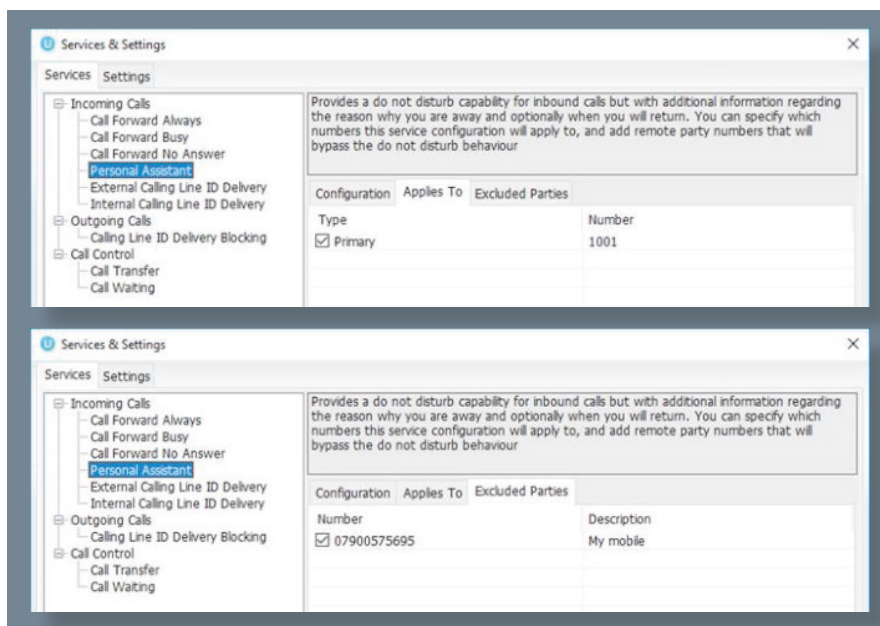 Services & Settings
Services Settings
Incoming Calls
Call Forward Always
Call Forward Busy
Call Forward No Answer
Personal Assistant
External Calling Line ID Delivery
Internal Calling Line ID Delivery
Outgoing Calls
Calling Line ID Delivery Blocking
Call Control
Call Transfer
Call Waiting
Provides a do not disturb capability for inbound calls but with additional information regarding
the reason why you are away and optionally when you will return. You can specify which
numbers this service configuration will apply to, and add remote party numbers that will
bypass the do not disturb behaviour
Configuration Applies To Excluded Parties
Type Number
Primary 1001
Services & Settings
Services Settings
Incoming Calls
Call Forward Always
Call Forward Busy
Call Forward No Answer
Personal Assistant
External Calling Line ID Delivery
Internal Calling Line ID Delivery
Outgoing Calls
Calling Line ID Delivery Blocking
Call Control
Call Transfer
Call Waiting
Provides a do not disturb capability for inbound calls but with additional information regarding
the reason why you are away and optionally when you will return. You can specify which
numbers this service configuration will apply to, and add remote party numbers that will
bypass the do not disturb behaviour
Configuration Applies To Excluded Parties
Number Description
07900575695 My mobile